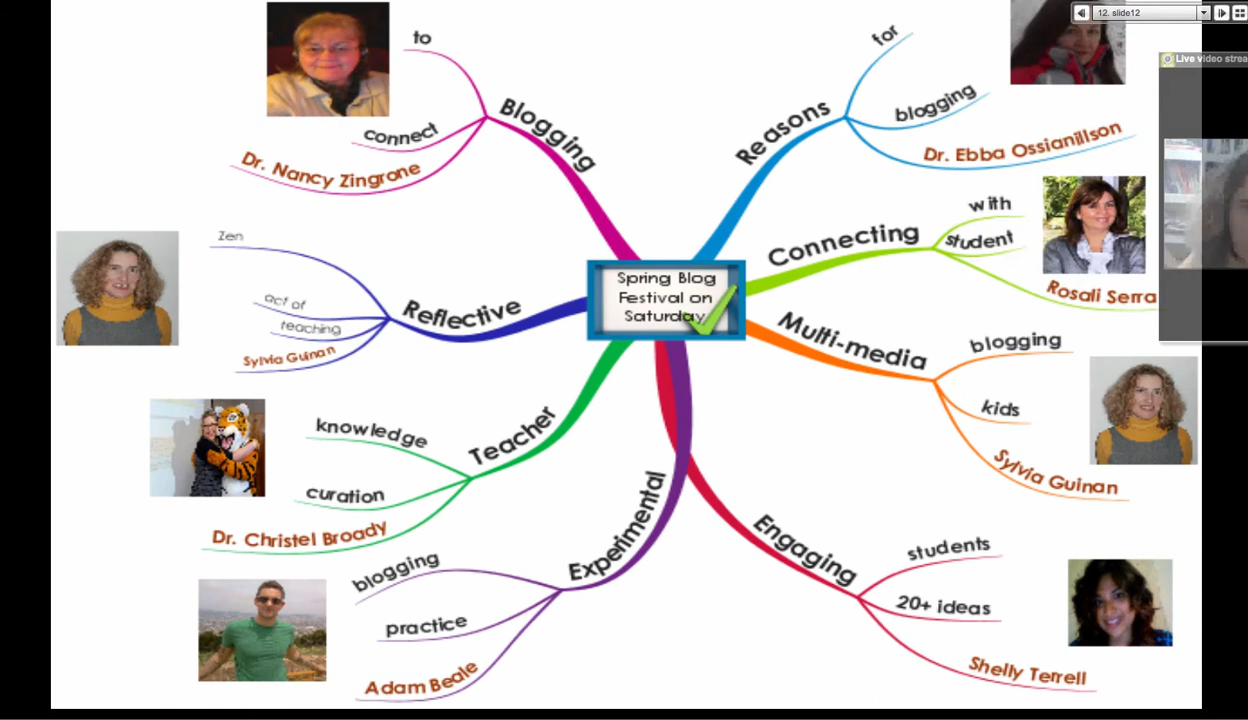 12. slide12
Live video strea
Spring Blog
Festival on
Saturday
Blogging
to
connect
Dr. Nancy Zingrone
Reasons
for
blogging
Dr. Ebba Ossianillson
Connecting
with
student
Rosali Serra
Multi-media
blogging
kids
Sylvia Guinan
Engaging
students
20+ ideas
Shelly Terrell
Experimental
blogging
practice
Adam Beale
Teacher
knowledge
curation
Dr. Christel Broady
Reflective
Zen
act of
teaching
Sylvia Guinan